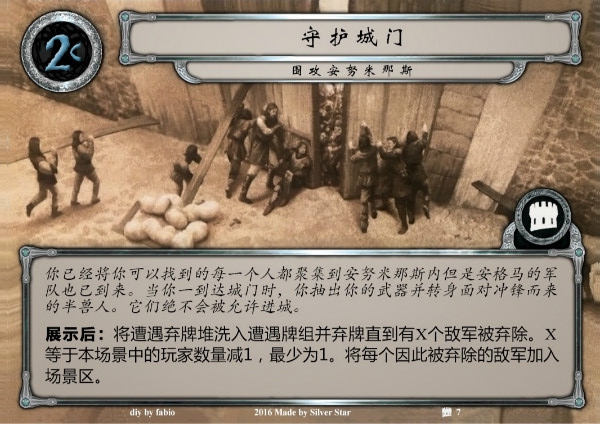 2c
守护城门
围攻安努米那斯
你已经将你可以找到的每一个人都聚集到安努米那斯内但是安格马的军
队也已到来。当你一到达城门时，你抽出你的武器并转身面对冲锋而来
的半兽人。它们绝不会被允许进城。
展示后：将遭遇弃牌堆洗入遭遇牌组并弃牌直到有X个敌军被弃除。X
等于本场景中的玩家数量减1，最少为1。将每个因此被弃除的敌军加入
场景区。
diy by fabio 2016 Made by Silver Star 7